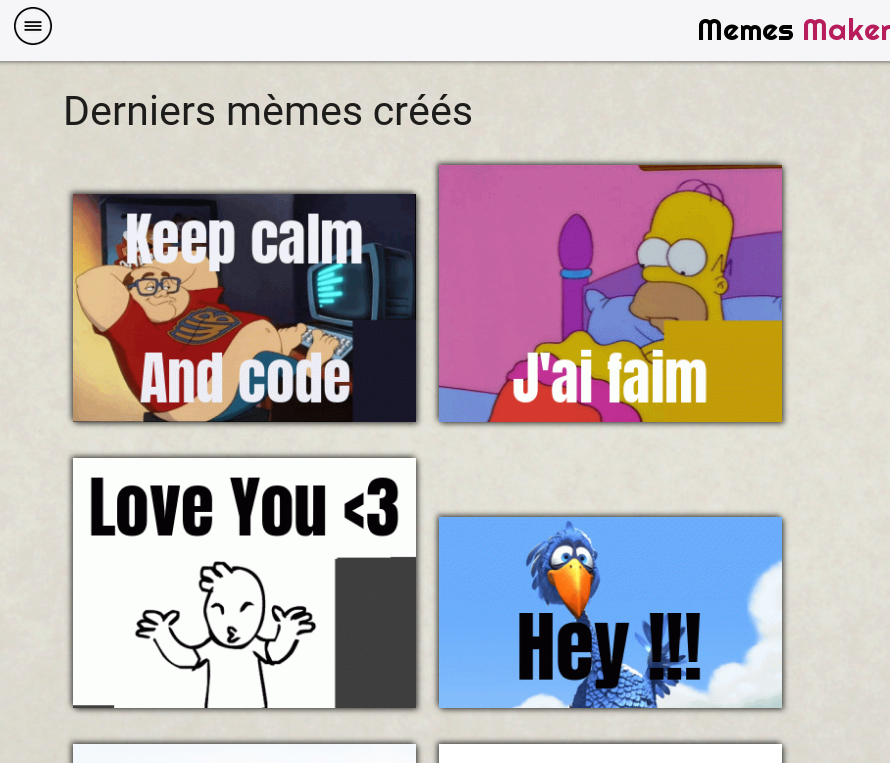 Memes Maker
Derniers mèmes créés
Keep calm
And code
J'ai faim
Love You <3
Hey !!!